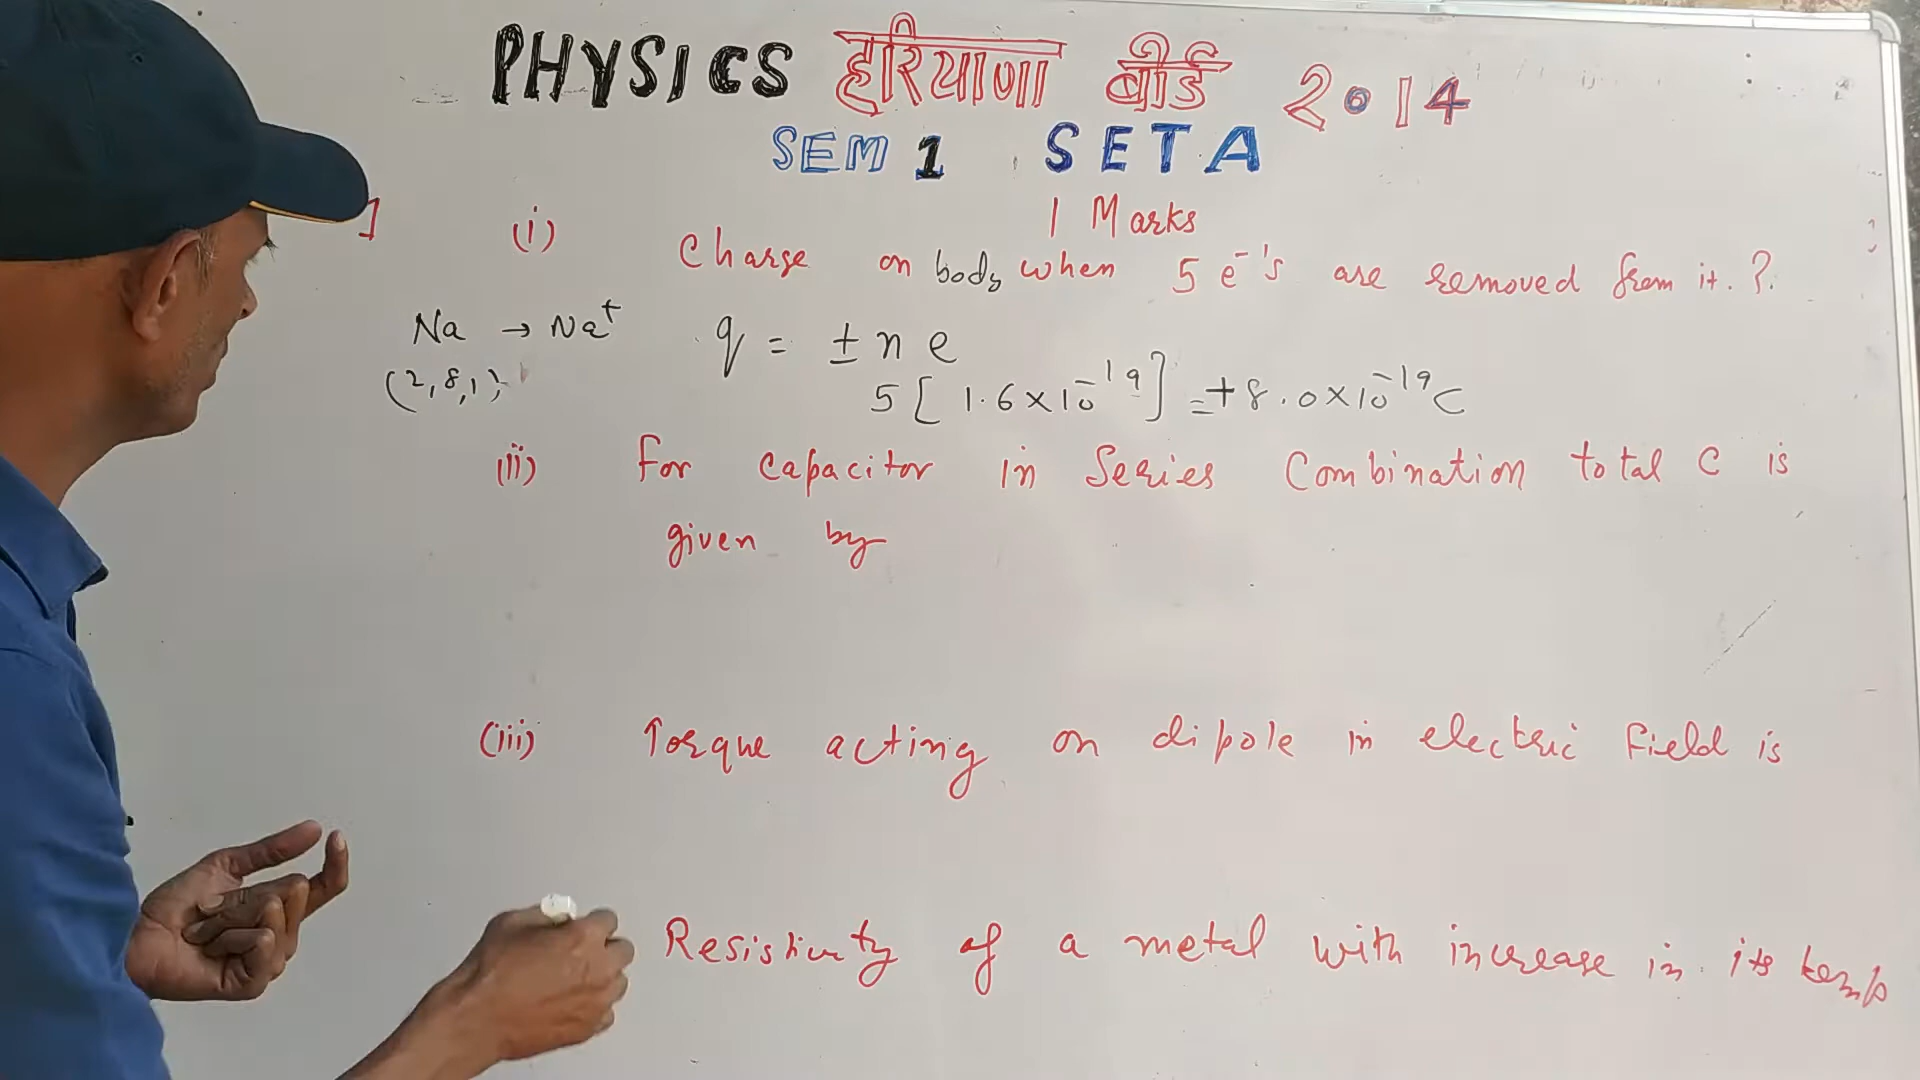 PHYSICS हरियाणा बोर्ड 2014
SEM 1 SET A
1 Marks
(i) Charge on body when 5 e⁻'s are removed from it.?
Na → Na⁺ q = ± n e
(2,8,1) 5 [ 1.6 × 10⁻¹⁹ ] = + 8.0 × 10⁻¹⁹ C
(ii) For capacitor in Series Combination total C is
given by
(iii) Torque acting on dipole in electric field is
Resistivity of a metal with increase in its temp